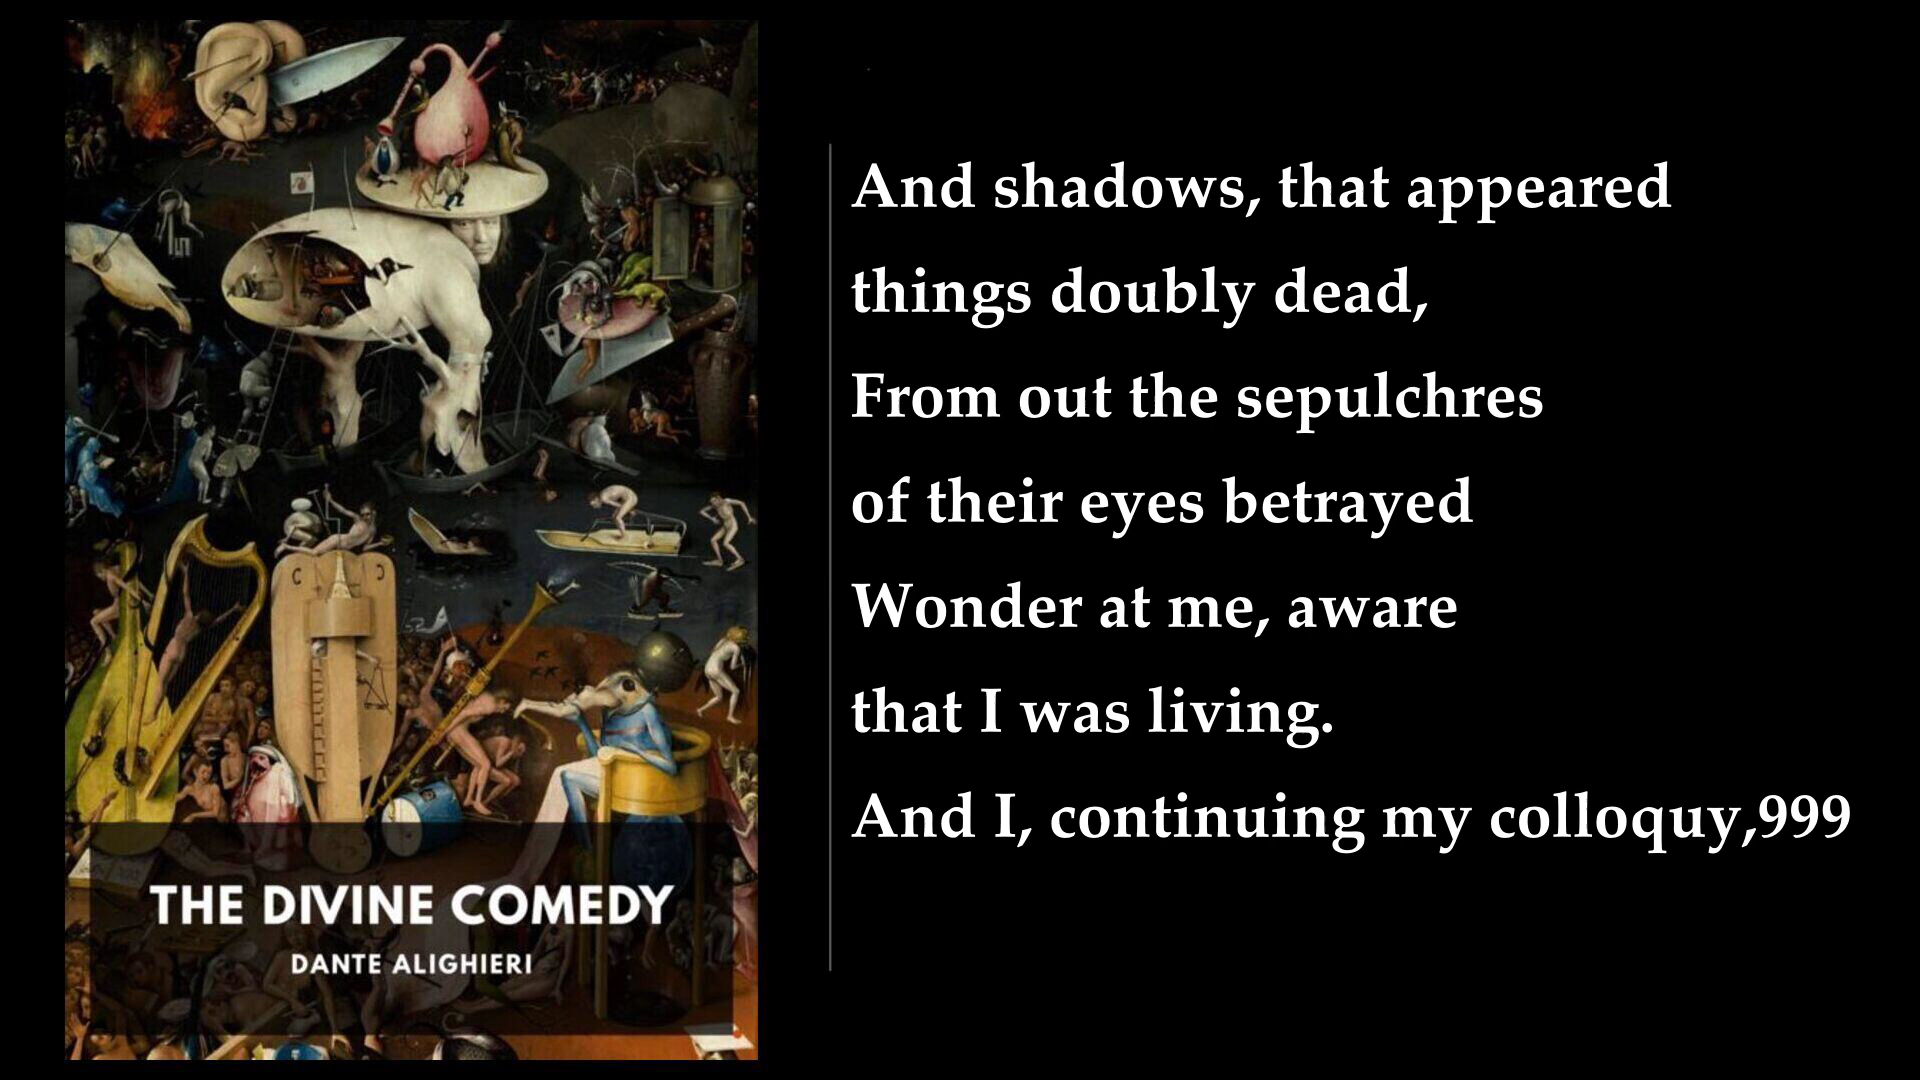 And shadows, that appeared
things doubly dead,
From out the sepulchres
of their eyes betrayed
Wonder at me, aware
that I was living.
And I, continuing my colloquy,999
THE DIVINE COMEDY
DANTE ALIGHIERI